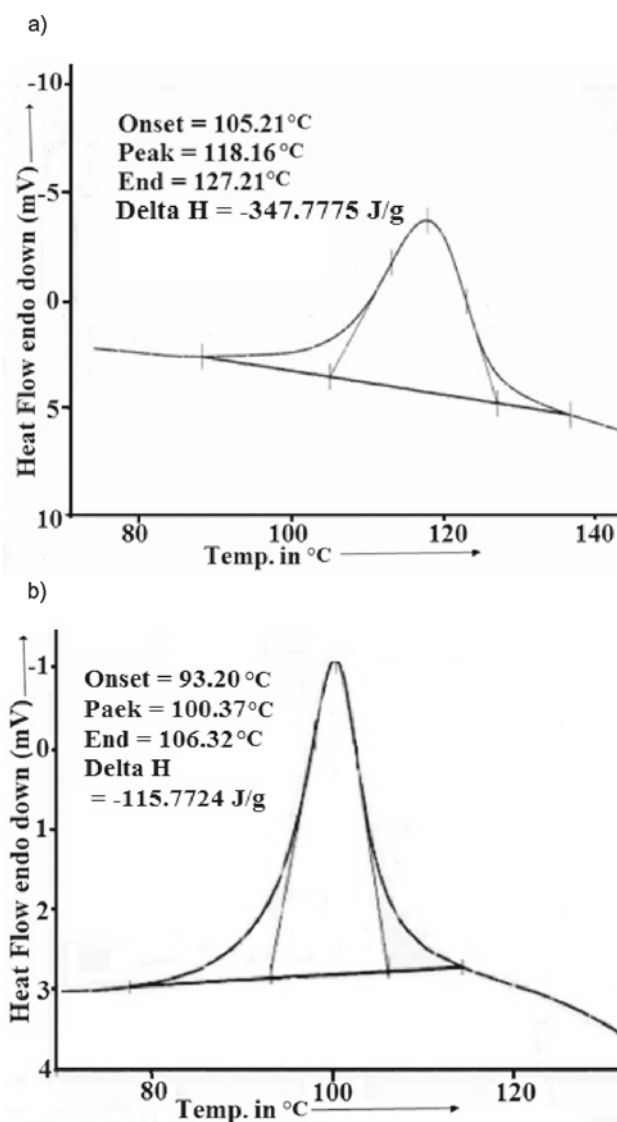 a)
-10
Onset = 105.21°C
Peak = 118.16°C
End = 127.21°C
Delta H = -347.7775 J/g
-5
0
5
10
Heat Flow endo down (mV)
80
100
120
140
Temp. in °C
b)
-1
Onset = 93.20°C
Paek = 100.37°C
End = 106.32°C
Delta H
= -115.7724 J/g
0
1
2
3
4
Heat Flow endo down (mV)
80
100
120
Temp. in °C